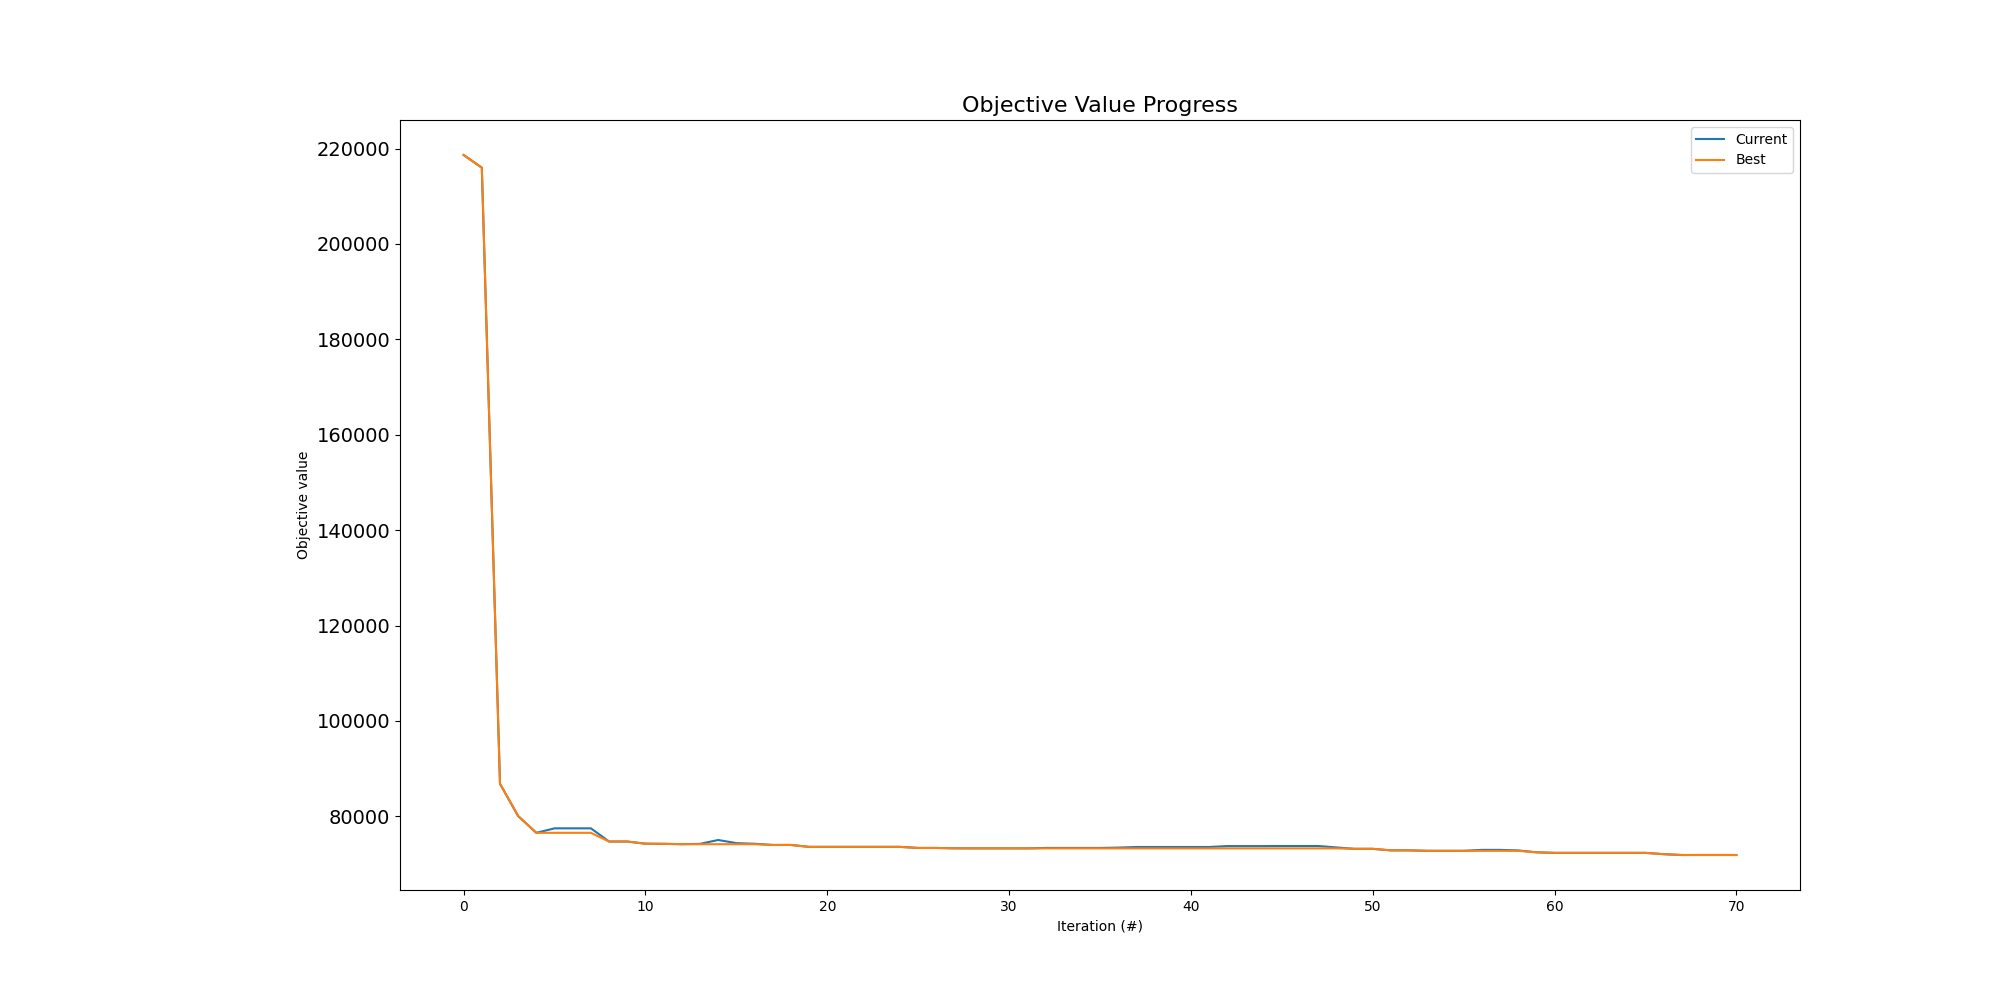 Objective Value Progress
Current
Best
220000
200000
180000
160000
140000
120000
100000
80000
Objective value
0 10 20 30 40 50 60 70
Iteration (#)